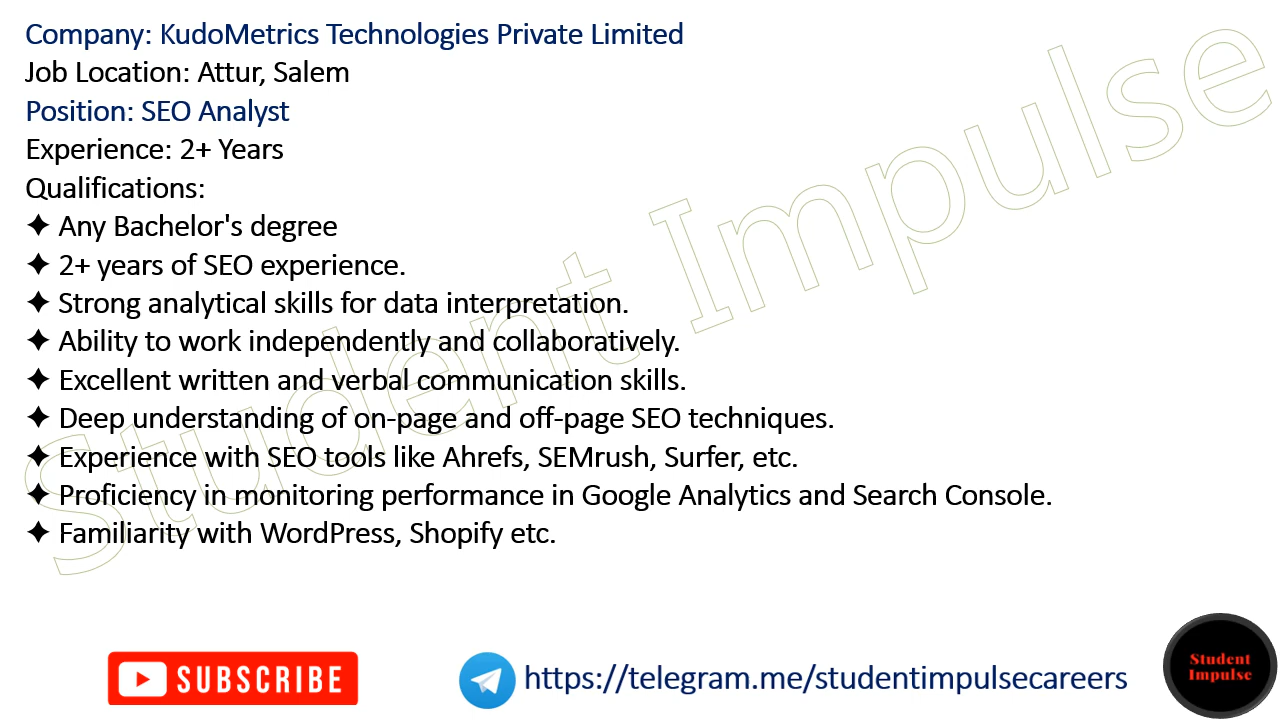 Company: KudoMetrics Technologies Private Limited
Job Location: Attur, Salem
Position: SEO Analyst
Experience: 2+ Years
Qualifications:
✦ Any Bachelor's degree
✦ 2+ years of SEO experience.
✦ Strong analytical skills for data interpretation.
✦ Ability to work independently and collaboratively.
✦ Excellent written and verbal communication skills.
✦ Deep understanding of on-page and off-page SEO techniques.
✦ Experience with SEO tools like Ahrefs, SEMrush, Surfer, etc.
✦ Proficiency in monitoring performance in Google Analytics and Search Console.
✦ Familiarity with WordPress, Shopify etc.
Student Impulse
SUBSCRIBE
https://telegram.me/studentimpulsecareers
Student
Impulse